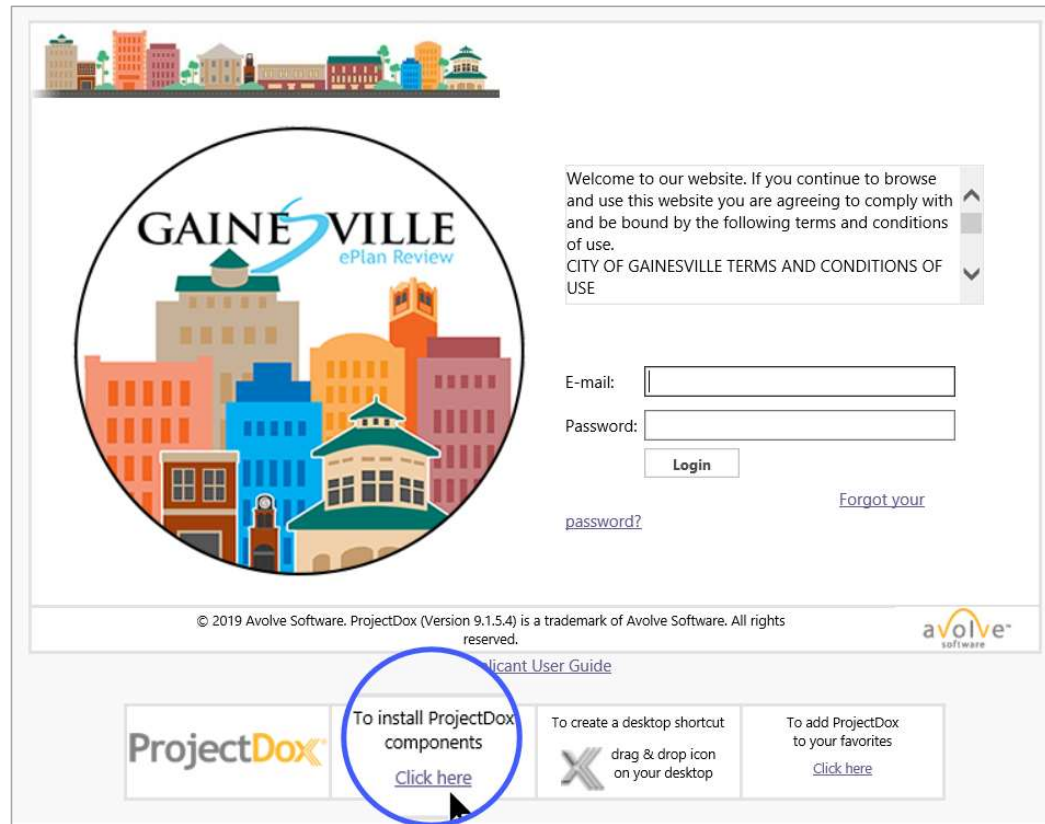 GAINESVILLE
ePlan Review
Welcome to our website. If you continue to browse
and use this website you are agreeing to comply with
and be bound by the following terms and conditions
of use.
CITY OF GAINESVILLE TERMS AND CONDITIONS OF
USE
E-mail:
Password:
Login
Forgot your
password?
© 2019 Avolve Software. ProjectDox (Version 9.1.5.4) is a trademark of Avolve Software. All rights
reserved.
avolve
software
User Guide
ProjectDox
To install ProjectDox
components
Click here
To create a desktop shortcut
drag & drop icon
on your desktop
To add ProjectDox
to your favorites
Click here